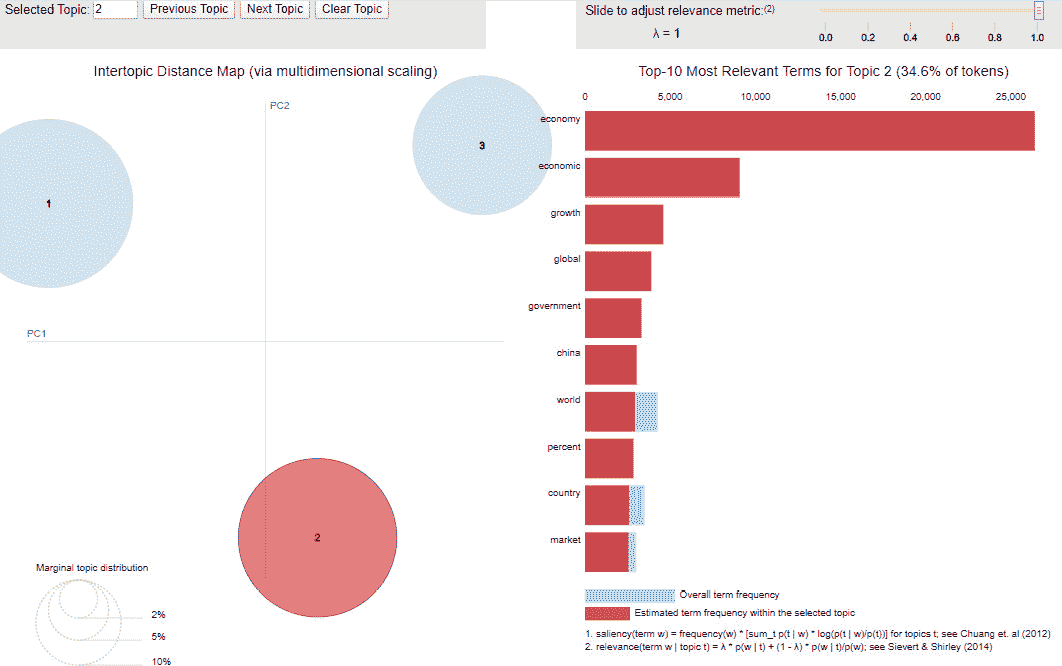 Selected Topic: 2 Previous Topic Next Topic Clear Topic
Slide to adjust relevance metric:(2)
λ = 1
0.0 0.2 0.4 0.6 0.8 1.0
Intertopic Distance Map (via multidimensional scaling)
PC2
3
1
PC1
2
Marginal topic distribution
2%
5%
10%
Top-10 Most Relevant Terms for Topic 2 (34.6% of tokens)
0 5,000 10,000 15,000 20,000 25,000
economy
economic
growth
global
government
china
world
percent
country
market
Overall term frequency
Estimated term frequency within the selected topic
1. saliency(term w) = frequency(w) * [sum_t p(t | w) * log(p(t | w)/p(t))] for topics t; see Chuang et. al (2012)
2. relevance(term w | topic t) = λ * p(w | t) + (1 - λ) * p(w | t)/p(w); see Sievert & Shirley (2014)